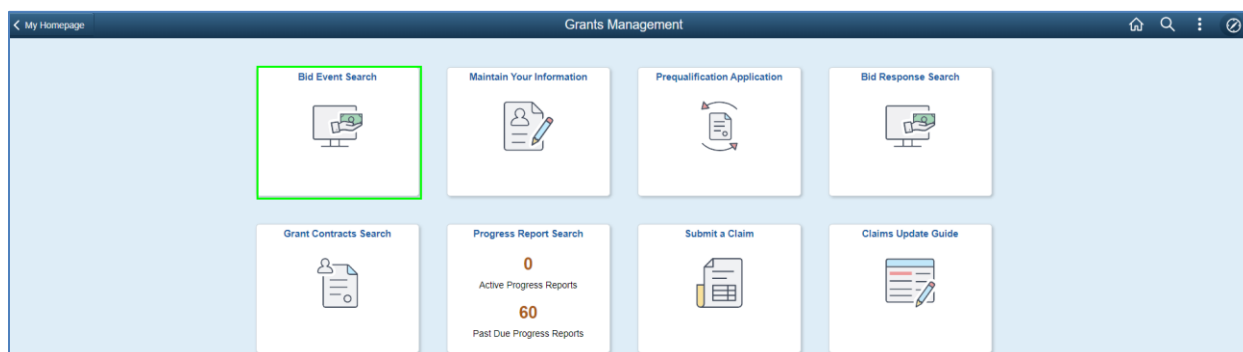 My Homepage
Grants Management
Bid Event Search
Maintain Your Information
Prequalification Application
Bid Response Search
Grant Contracts Search
Progress Report Search
0
Active Progress Reports
60
Past Due Progress Reports
Submit a Claim
Claims Update Guide